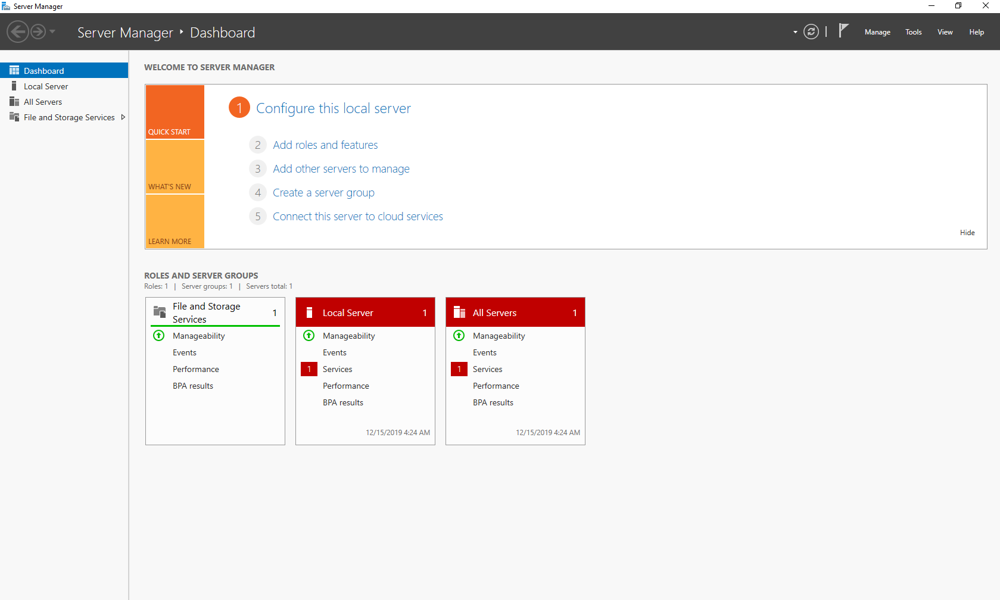 Server Manager
Server Manager ‣ Dashboard
Manage Tools View Help
Dashboard
Local Server
All Servers
File and Storage Services
WELCOME TO SERVER MANAGER
QUICK START
WHAT'S NEW
LEARN MORE
1 Configure this local server
2 Add roles and features
3 Add other servers to manage
4 Create a server group
5 Connect this server to cloud services
Hide
ROLES AND SERVER GROUPS
Roles: 1 | Server groups: 1 | Servers total: 1
File and Storage
Services 1
Manageability
Events
Performance
BPA results
Local Server 1
Manageability
Events
1 Services
Performance
BPA results
12/15/2019 4:24 AM
All Servers 1
Manageability
Events
1 Services
Performance
BPA results
12/15/2019 4:24 AM